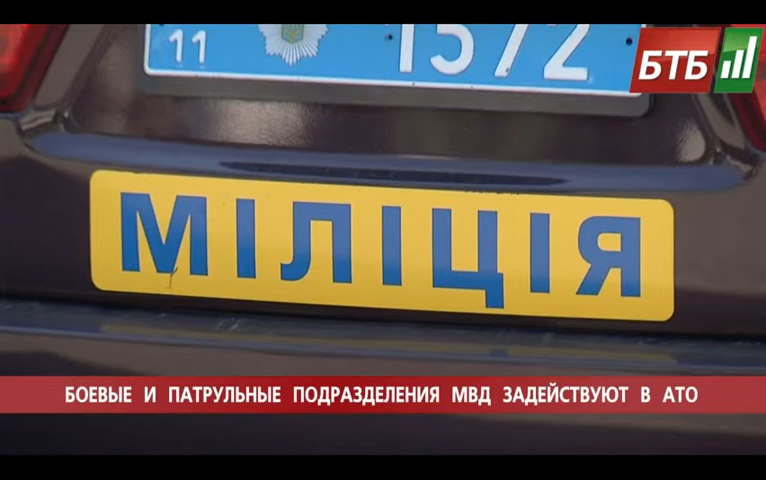 11 1572
БТБ
МІЛІЦІЯ
БОЕВЫЕ И ПАТРУЛЬНЫЕ ПОДРАЗДЕЛЕНИЯ МВД ЗАДЕЙСТВУЮТ В АТО